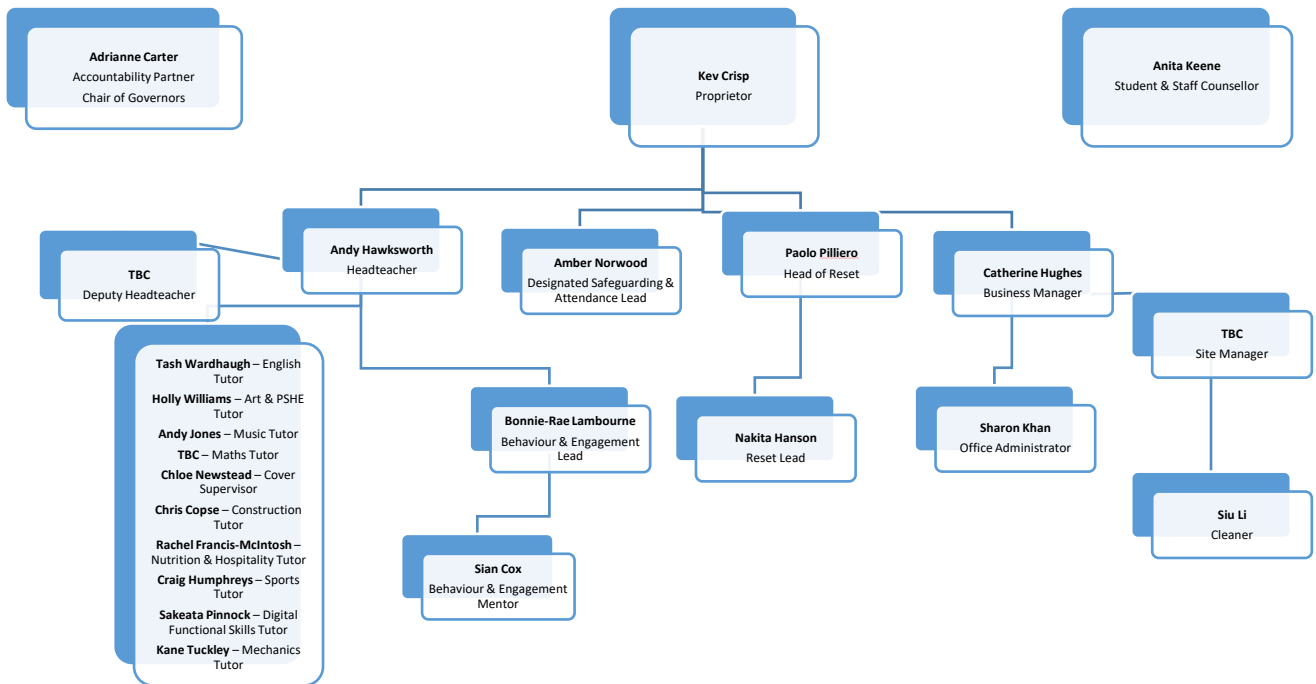 Adrianne Carter
Accountability Partner
Chair of Governors
Kev Crisp
Proprietor
Anita Keene
Student & Staff Counsellor
Andy Hawksworth
Headteacher
TBC
Deputy Headteacher
Amber Norwood
Designated Safeguarding &
Attendance Lead
Paolo Pilliero
Head of Reset
Catherine Hughes
Business Manager
TBC
Site Manager
Tash Wardhaugh – English
Tutor
Holly Williams – Art & PSHE
Tutor
Andy Jones – Music Tutor
TBC – Maths Tutor
Chloe Newstead – Cover
Supervisor
Chris Copse – Construction
Tutor
Rachel Francis-McIntosh –
Nutrition & Hospitality Tutor
Craig Humphreys – Sports
Tutor
Sakeata Pinnock – Digital
Functional Skills Tutor
Kane Tuckley – Mechanics
Tutor
Bonnie-Rae Lambourne
Behaviour & Engagement
Lead
Nakita Hanson
Reset Lead
Sharon Khan
Office Administrator
Siu Li
Cleaner
Sian Cox
Behaviour & Engagement
Mentor